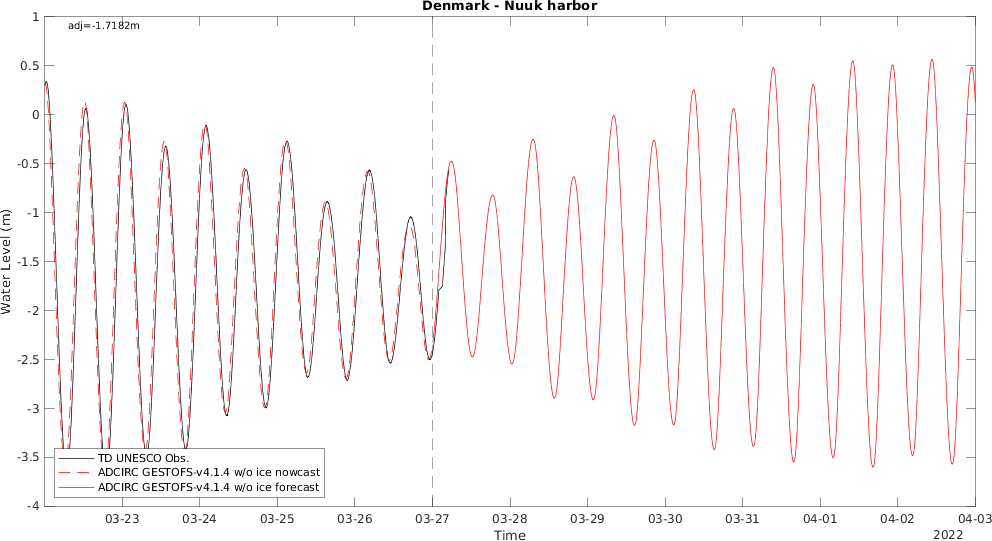 Denmark - Nuuk harbor
adj=-1.7182m
1
0.5
0
-0.5
-1
-1.5
-2
-2.5
-3
-3.5
-4
Water Level (m)
TD UNESCO Obs.
ADCIRC GESTOFS-v4.1.4 w/o ice nowcast
ADCIRC GESTOFS-v4.1.4 w/o ice forecast
03-23 03-24 03-25 03-26 03-27 03-28 03-29 03-30 03-31 04-01 04-02 04-03
Time
2022